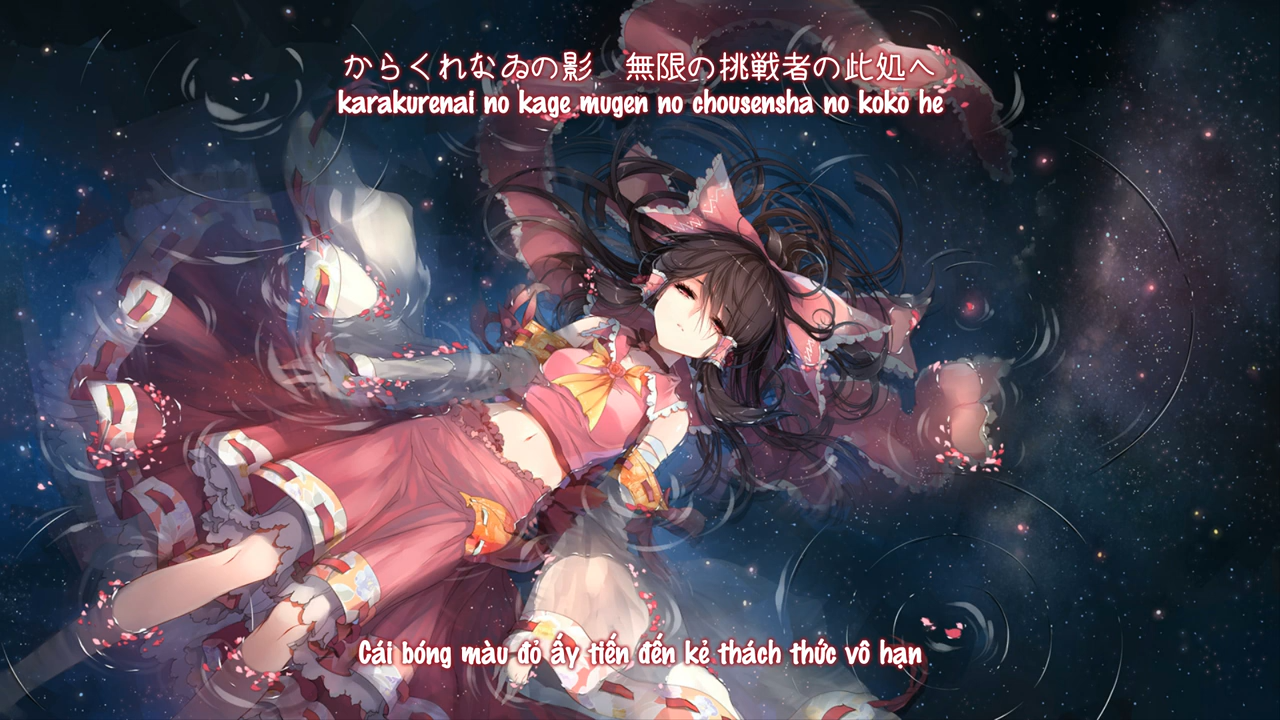 からくれなゐの影　無限の挑戦者の此処へ
karakurenai no kage mugen no chousensha no koko he
Cái bóng màu đỏ ấy tiến đến kẻ thách thức vô hạn